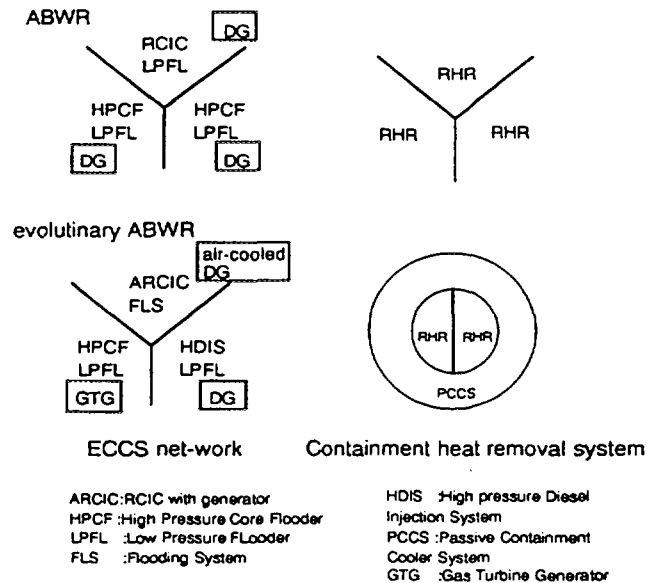 ABWR
DG
RCIC
LPFL
HPCF
LPFL
HPCF
LPFL
DG
DG
RHR
RHR
RHR
evolutinary ABWR
air-cooled
DG
ARCIC
FLS
HPCF
LPFL
HDIS
LPFL
GTG
DG
RHR
RHR
PCCS
ECCS net-work
Containment heat removal system
ARCIC:RCIC with generator
HPCF :High Pressure Core Flooder
LPFL :Low Pressure FLooder
FLS :Flooding System
HDIS :High pressure Diesel
Injection System
PCCS :Passive Containment
Cooler System
GTG :Gas Turbine Generator